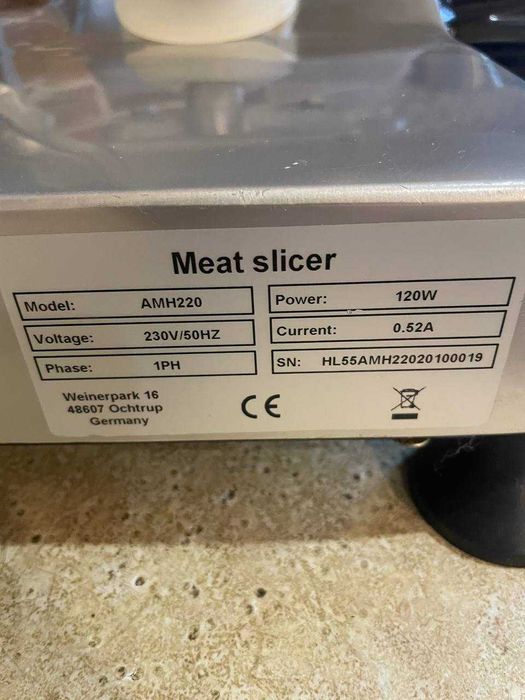 Meat slicer
Model: AMH220
Power: 120W
Voltage: 230V/50HZ
Current: 0.52A
Phase: 1PH
SN: HL55AMH22020100019
Weinerpark 16
48607 Ochtrup
Germany
CE